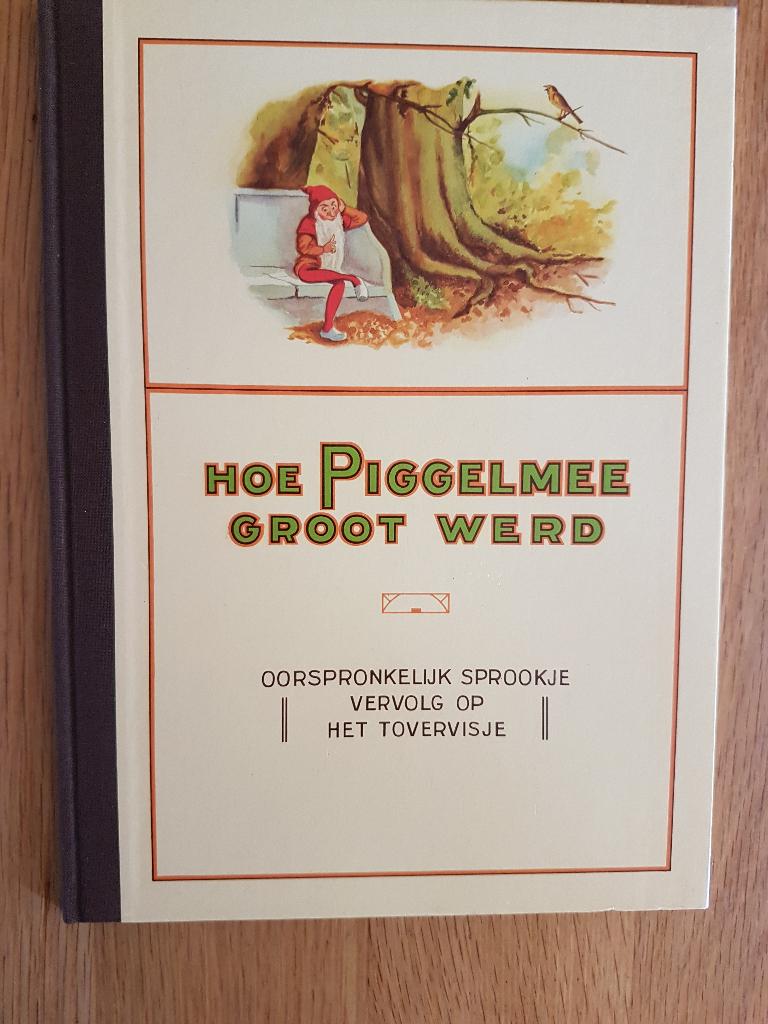 HOE PIGGELMEE
GROOT WERD
OORSPRONKELIJK SPROOKJE
VERVOLG OP
HET TOVERVISJE